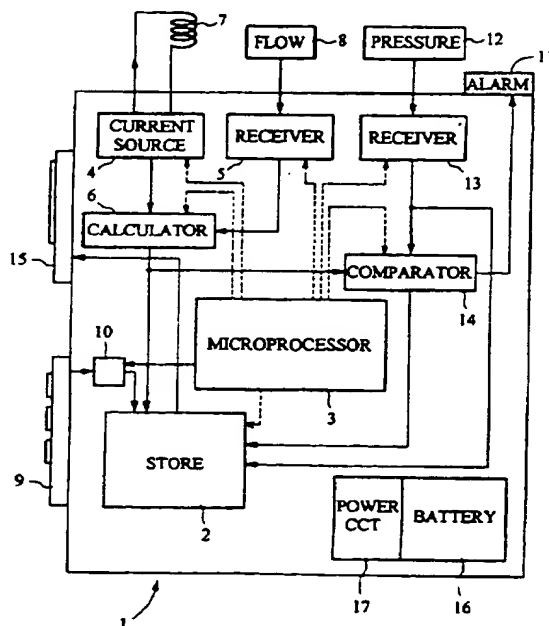 7
FLOW
8
PRESSURE
12
ALARM
CURRENT
SOURCE
4
RECEIVER
5
RECEIVER
13
6
CALCULATOR
15
COMPARATOR
14
10
MICROPROCESSOR
3
9
STORE
2
POWER
CCT
BATTERY
17
16
1